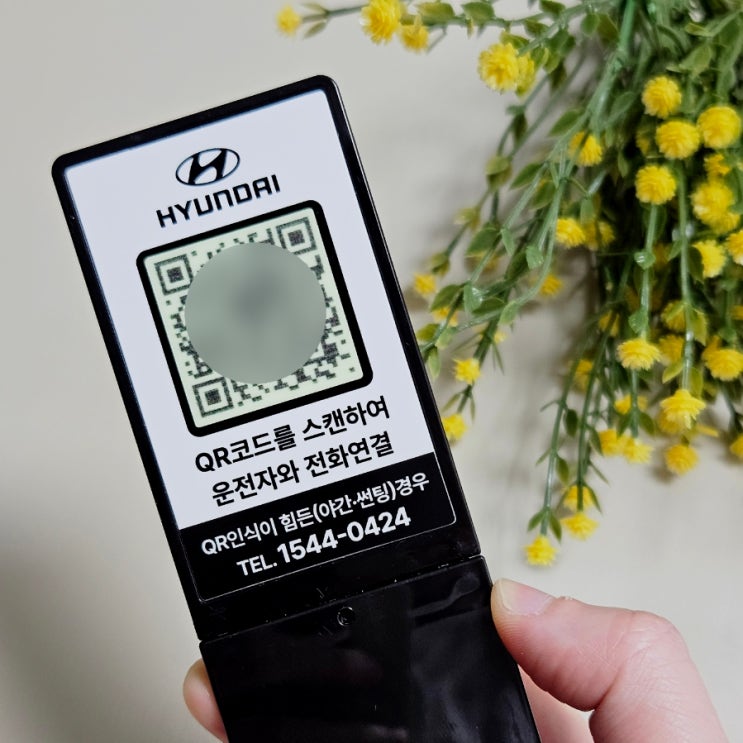 HYUNDAI
QR코드를 스캔하여
운전자와 전화연결
QR인식이 힘든(야간·썬팅)경우
TEL.1544-0424